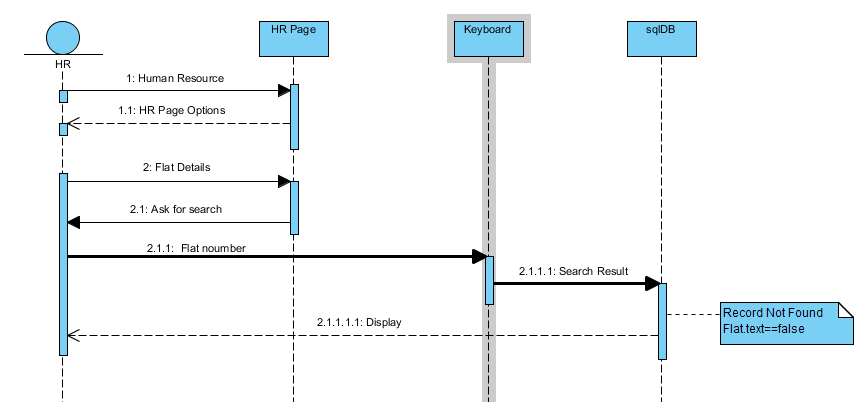 HR Page
Keyboard
sqlDB
HR
1: Human Resource
1.1: HR Page Options
2: Flat Details
2.1: Ask for search
2.1.1: Flat noumber
2.1.1.1: Search Result
Record Not Found
Flat.text==false
2.1.1.1.1: Display